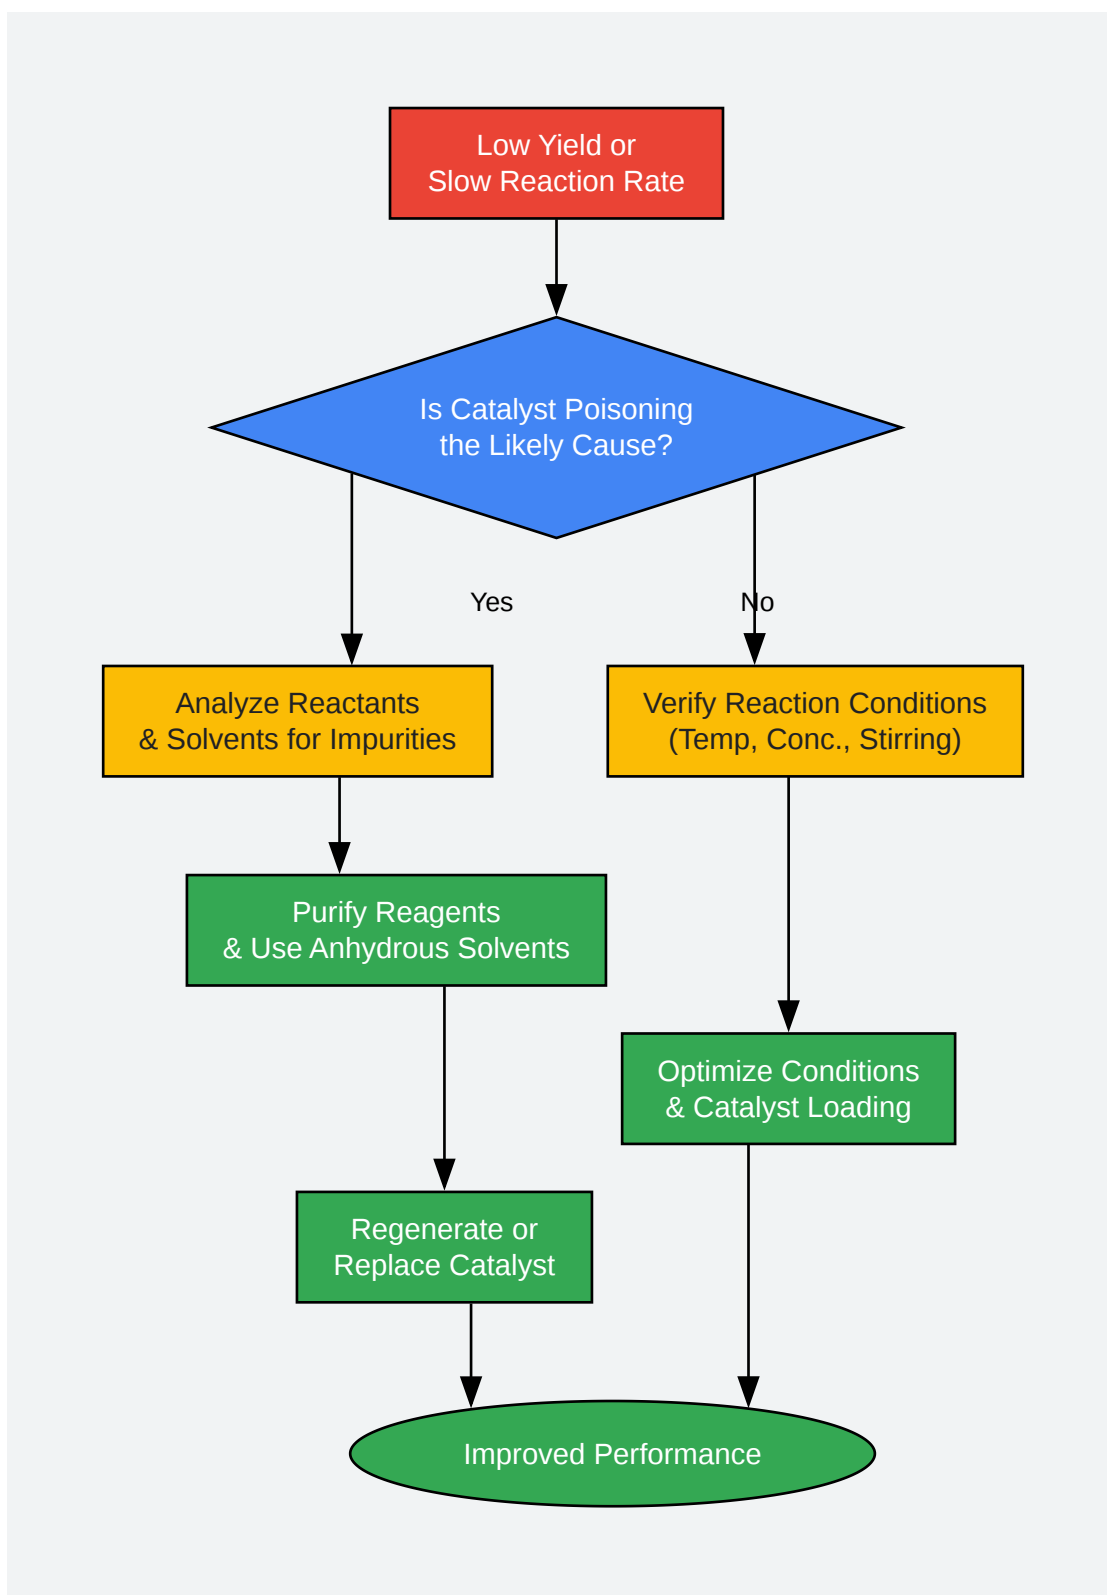 Low Yield or
Slow Reaction Rate
Is Catalyst Poisoning
the Likely Cause?
Yes
No
Analyze Reactants
& Solvents for Impurities
Verify Reaction Conditions
(Temp, Conc., Stirring)
Purify Reagents
& Use Anhydrous Solvents
Optimize Conditions
& Catalyst Loading
Regenerate or
Replace Catalyst
Improved Performance